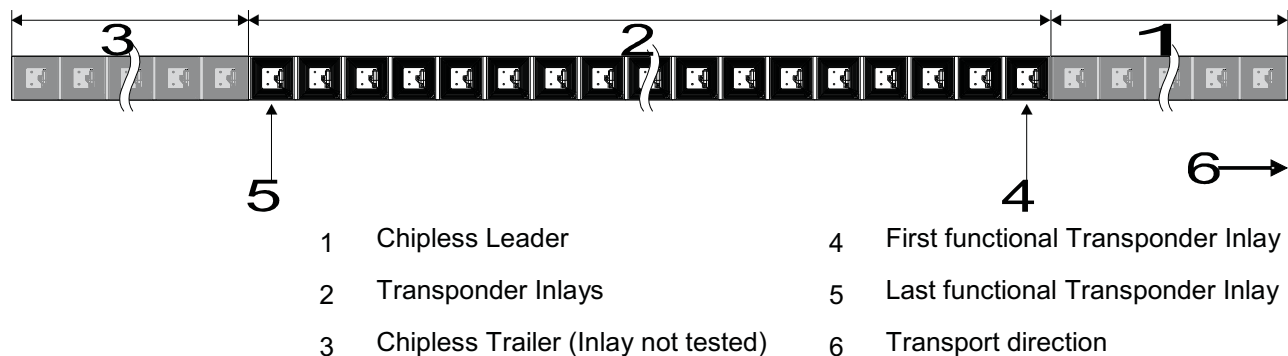 3 2 1
6
5 4
1 Chipless Leader 4 First functional Transponder Inlay
2 Transponder Inlays 5 Last functional Transponder Inlay
3 Chipless Trailer (Inlay not tested) 6 Transport direction